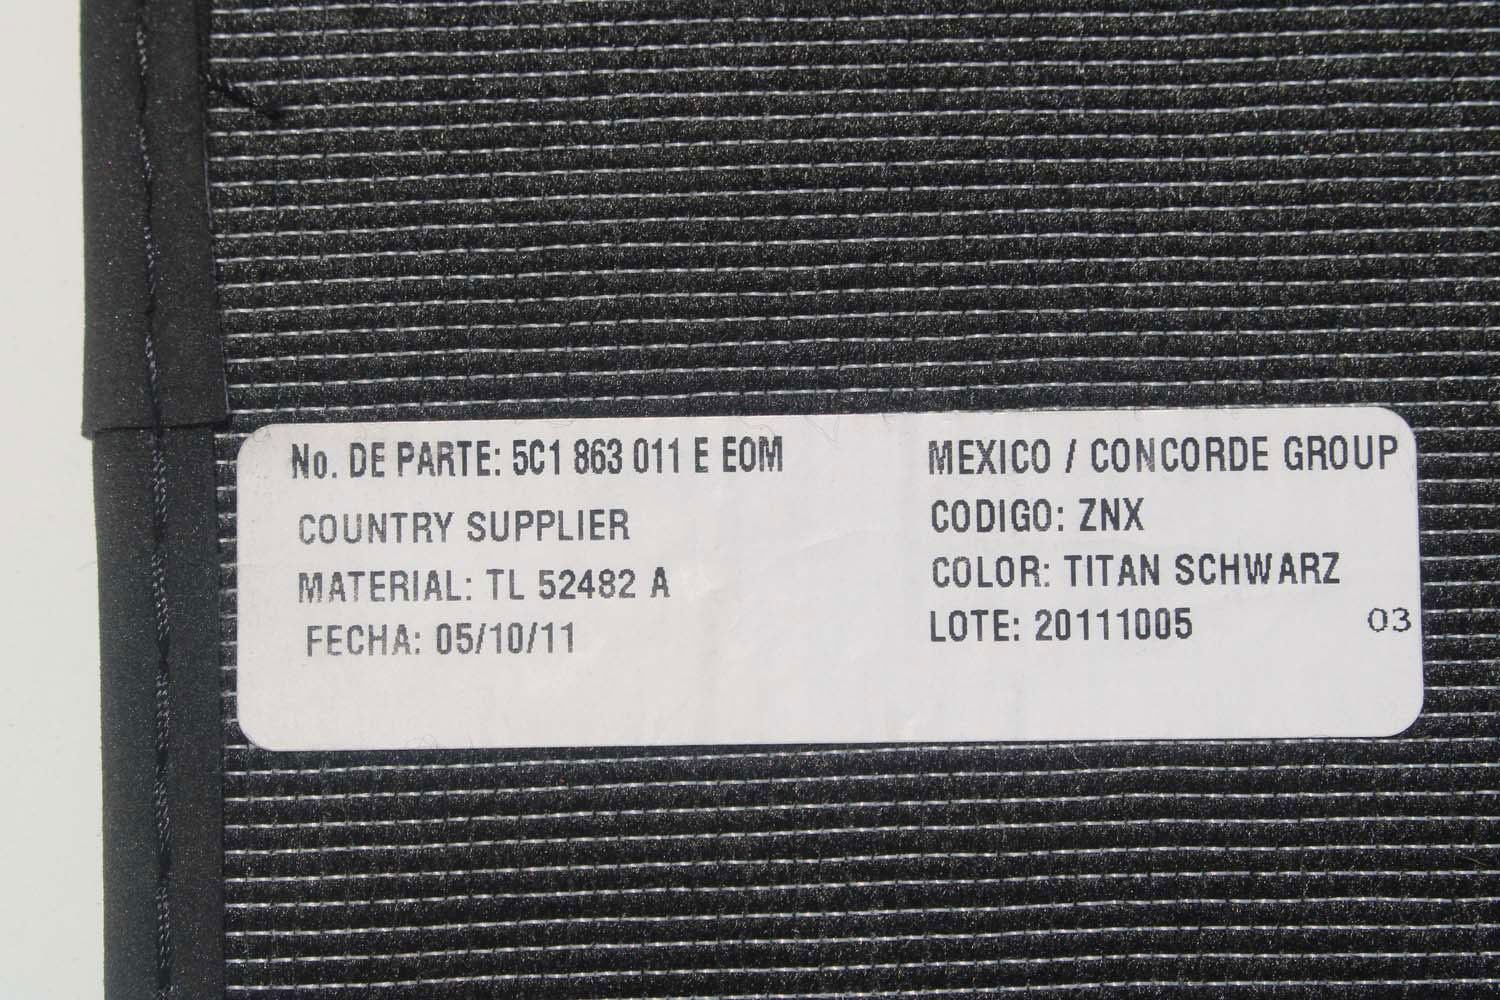 No. DE PARTE: 5C1 863 011 E EOM
COUNTRY SUPPLIER
MATERIAL: TL 52482 A
FECHA: 05/10/11
MEXICO / CONCORDE GROUP
CODIGO: ZNX
COLOR: TITAN SCHWARZ
LOTE: 20111005
03